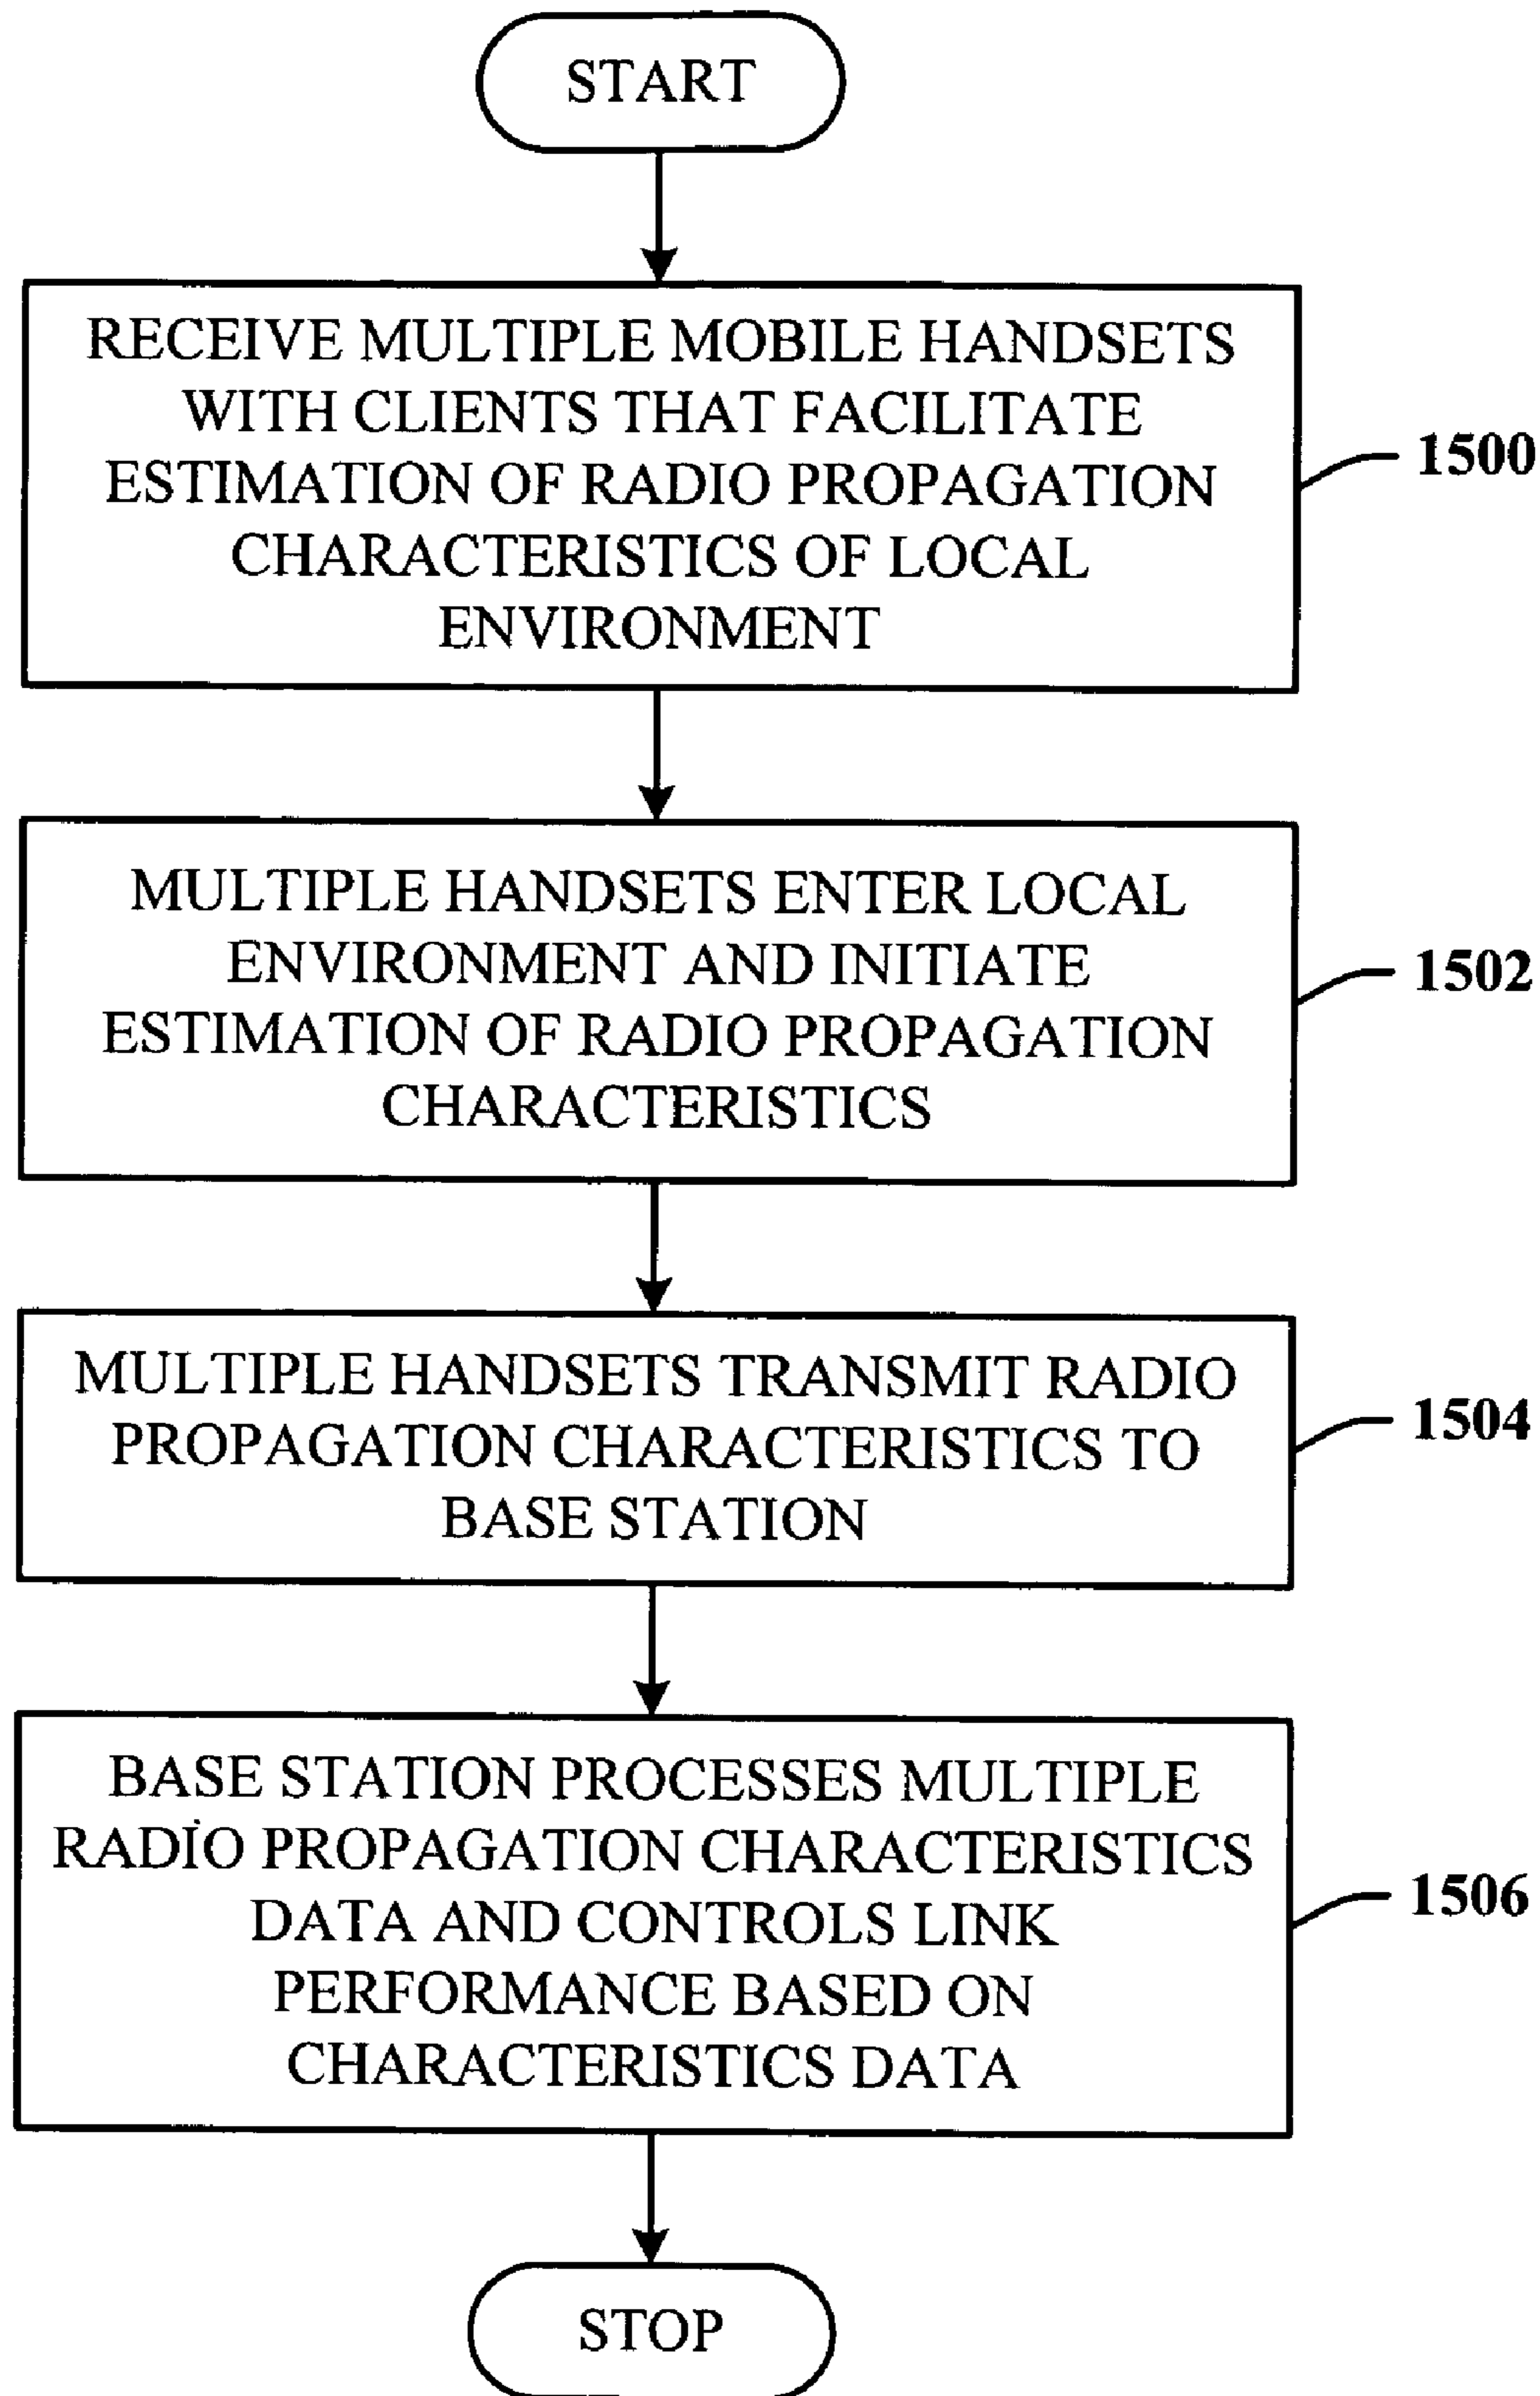 START
RECEIVE MULTIPLE MOBILE HANDSETS
WITH CLIENTS THAT FACILITATE
ESTIMATION OF RADIO PROPAGATION
CHARACTERISTICS OF LOCAL
ENVIRONMENT
1500
MULTIPLE HANDSETS ENTER LOCAL
ENVIRONMENT AND INITIATE
ESTIMATION OF RADIO PROPAGATION
CHARACTERISTICS
1502
MULTIPLE HANDSETS TRANSMIT RADIO
PROPAGATION CHARACTERISTICS TO
BASE STATION
1504
BASE STATION PROCESSES MULTIPLE
RADIO PROPAGATION CHARACTERISTICS
DATA AND CONTROLS LINK
PERFORMANCE BASED ON
CHARACTERISTICS DATA
1506
STOP